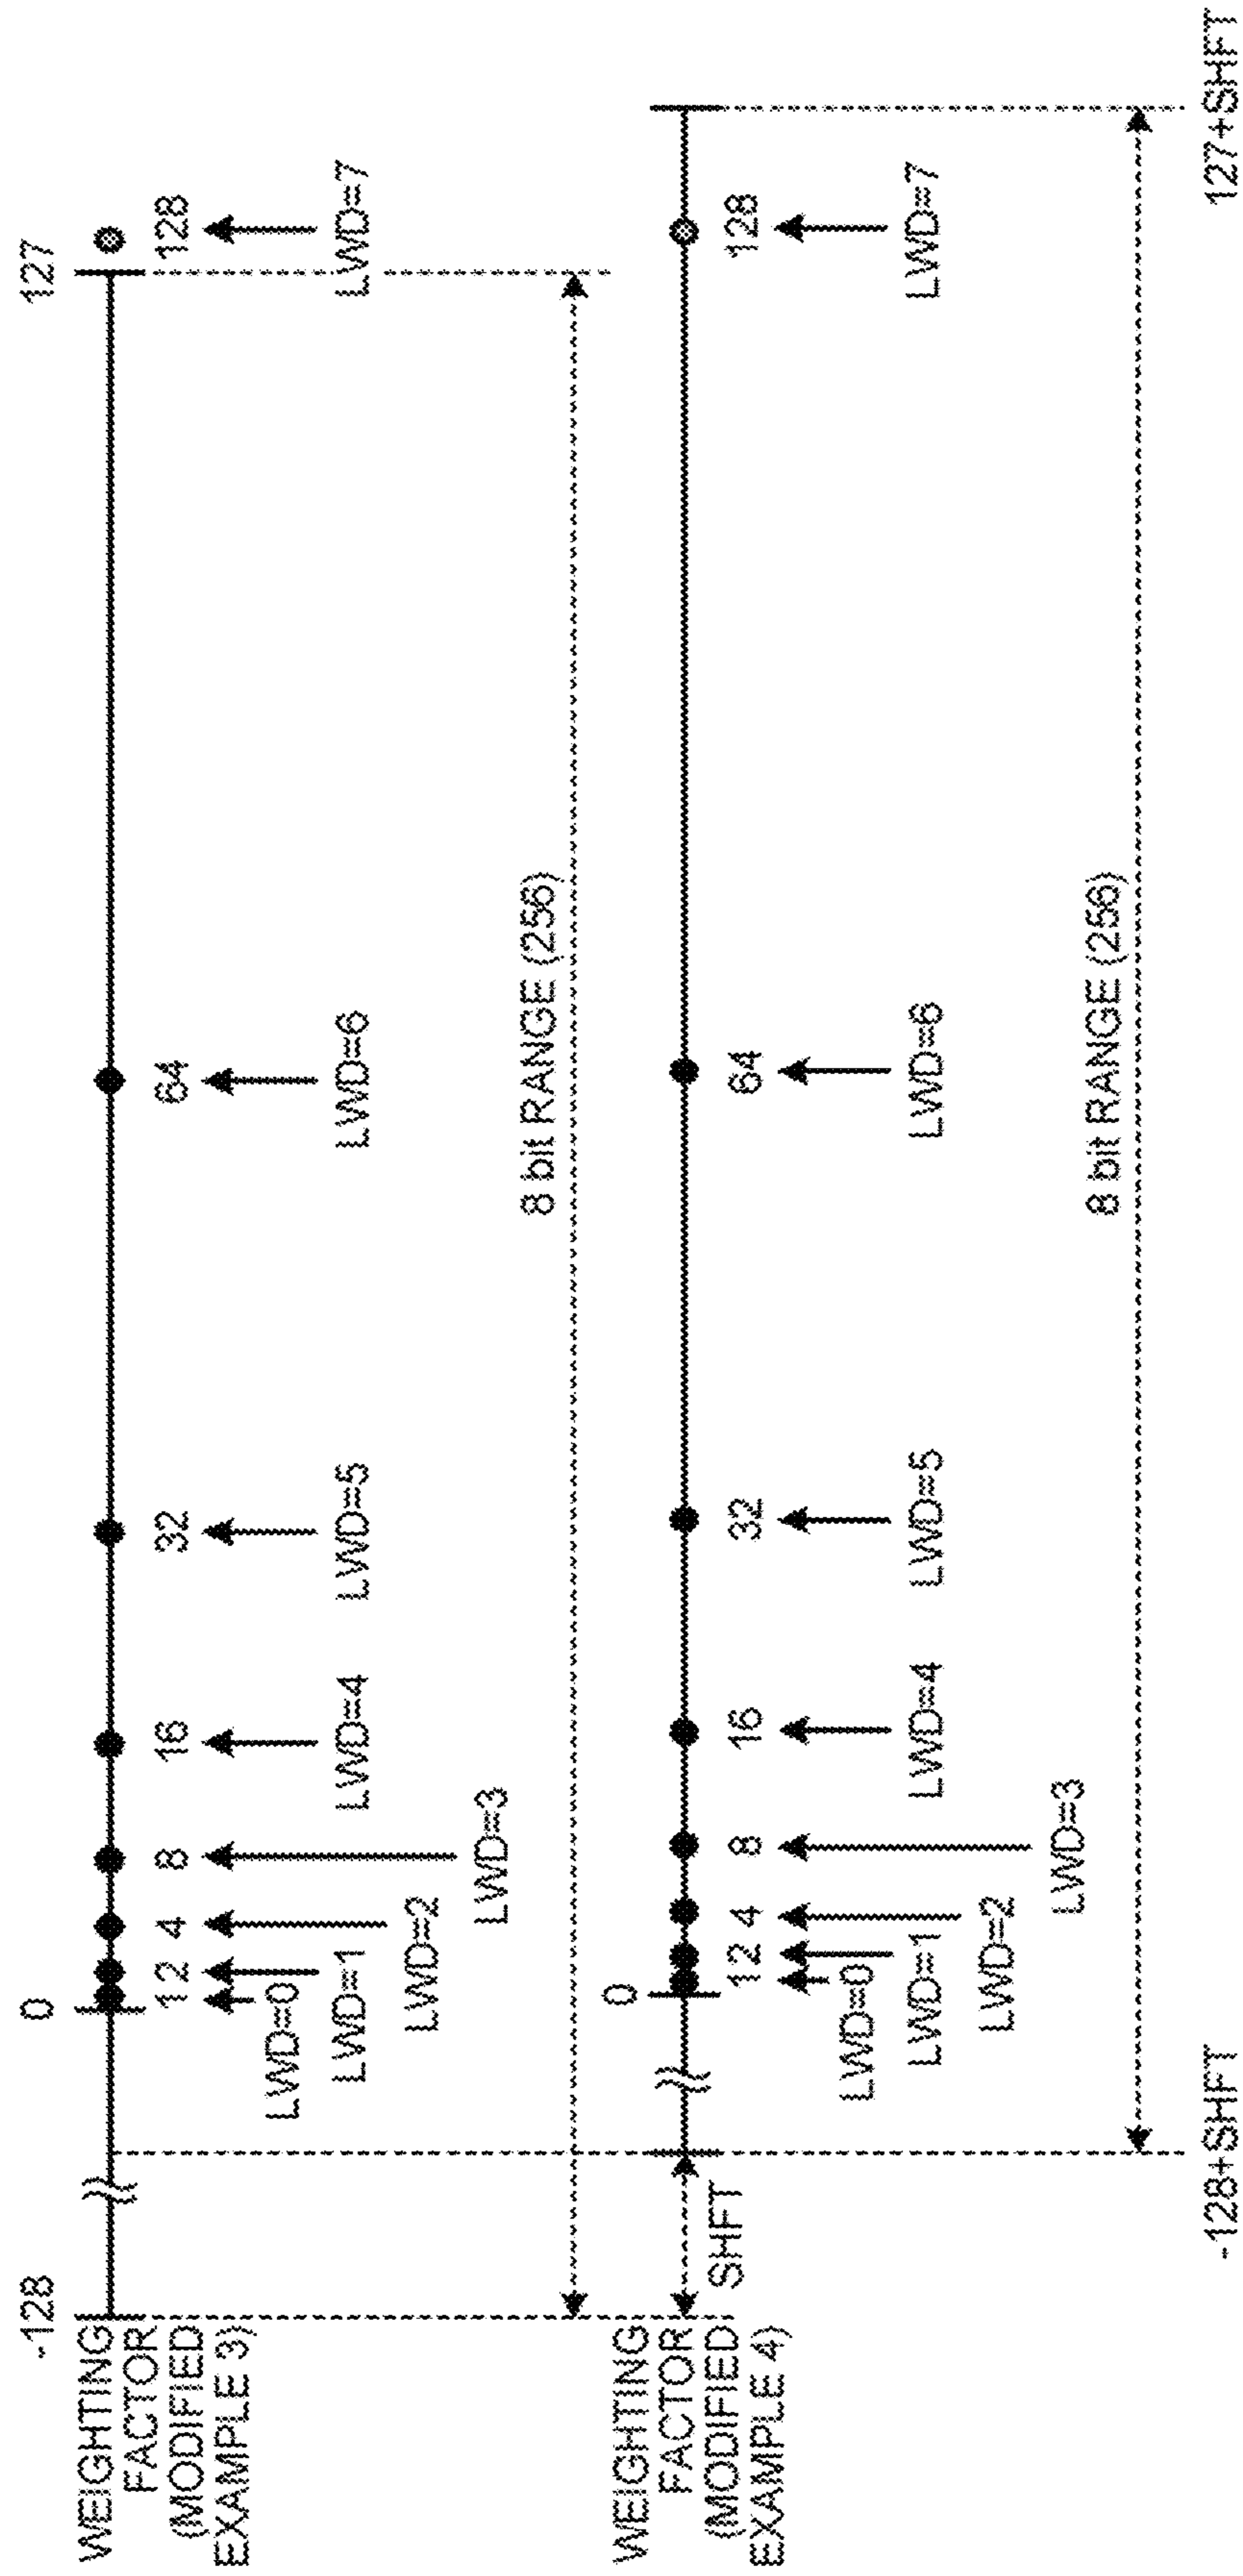 -128
0
127
WEIGHTING
FACTOR
(MODIFIED
EXAMPLE 3)
1 2 4 8 16 32 64 128
LWD=0
LWD=1
LWD=2
LWD=3
LWD=4
LWD=5
LWD=6
LWD=7
8 bit RANGE (256)
0
WEIGHTING
FACTOR
(MODIFIED
EXAMPLE 4)
SHFT
1 2 4 8 16 32 64 128
LWD=0
LWD=1
LWD=2
LWD=3
LWD=4
LWD=5
LWD=6
LWD=7
8 bit RANGE (256)
-128+SHFT
127+SHFT